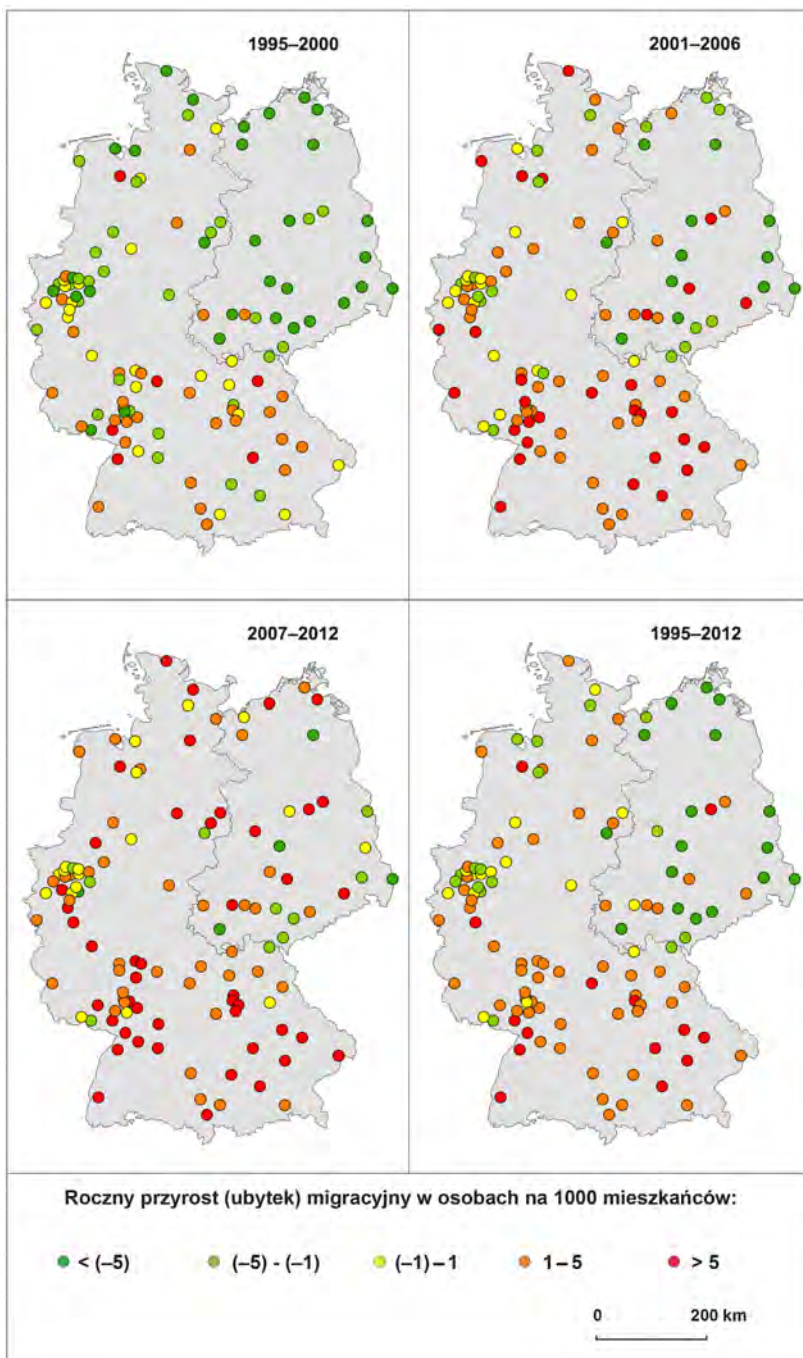 1995–2000
2001–2006
2007–2012
1995–2012
Roczny przyrost (ubytek) migracyjny w osobach na 1000 mieszkańców:
< (–5)
(–5) - (–1)
(–1) – 1
1 – 5
> 5
0 200 km